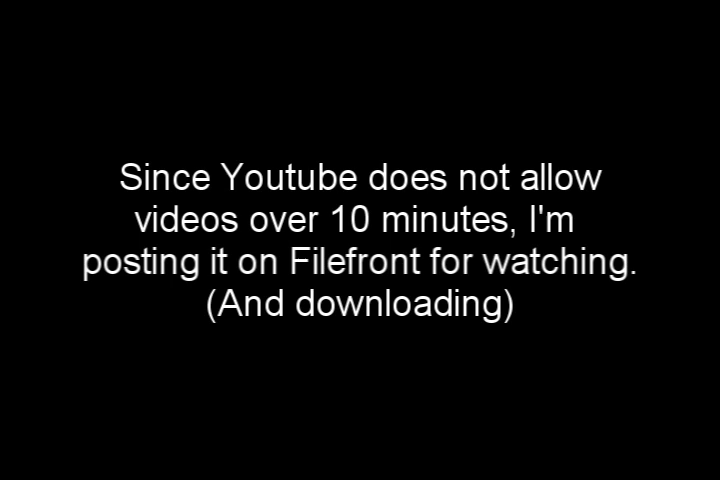 Since Youtube does not allow
videos over 10 minutes, I'm
posting it on Filefront for watching.
(And downloading)